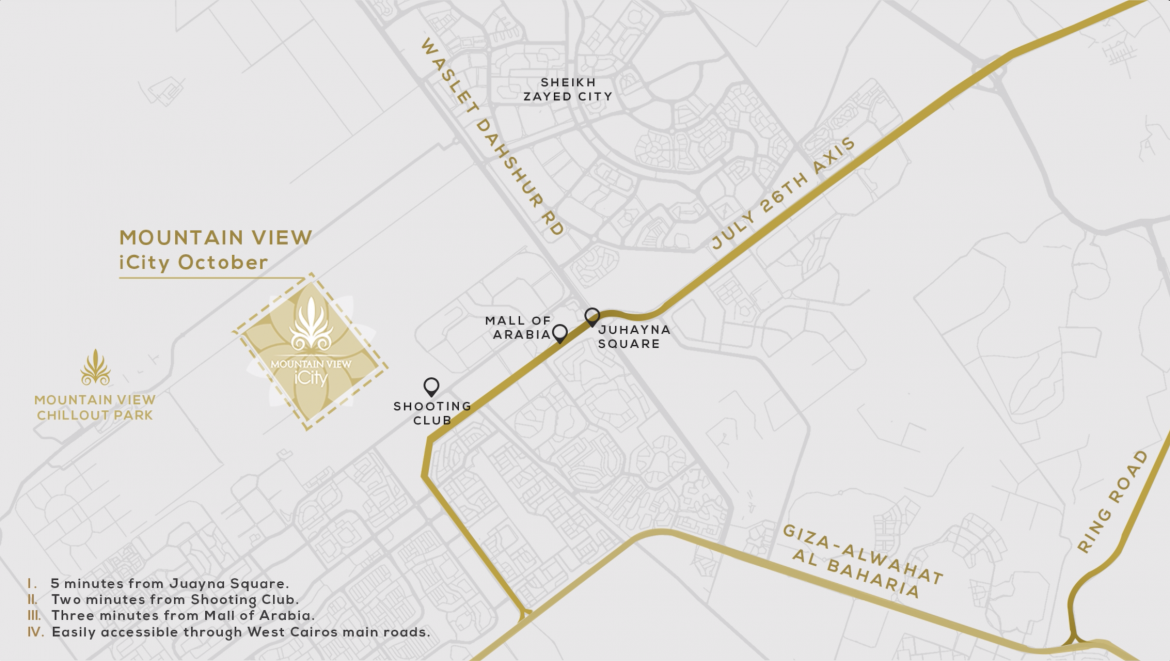 SHEIKH
ZAYED CITY
WASLET DAHSHUR RD
JULY 26TH AXIS
MOUNTAIN VIEW
iCity October
MOUNTAIN VIEW
iCity
MALL OF
ARABIA
JUHAYNA
SQUARE
MOUNTAIN VIEW
CHILLOUT PARK
SHOOTING
CLUB
RING ROAD
GIZA-ALWAHAT
AL BAHARIA
I. 5 minutes from Juayna Square.
II. Two minutes from Shooting Club.
III. Three minutes from Mall of Arabia.
IV. Easily accessible through West Cairos main roads.